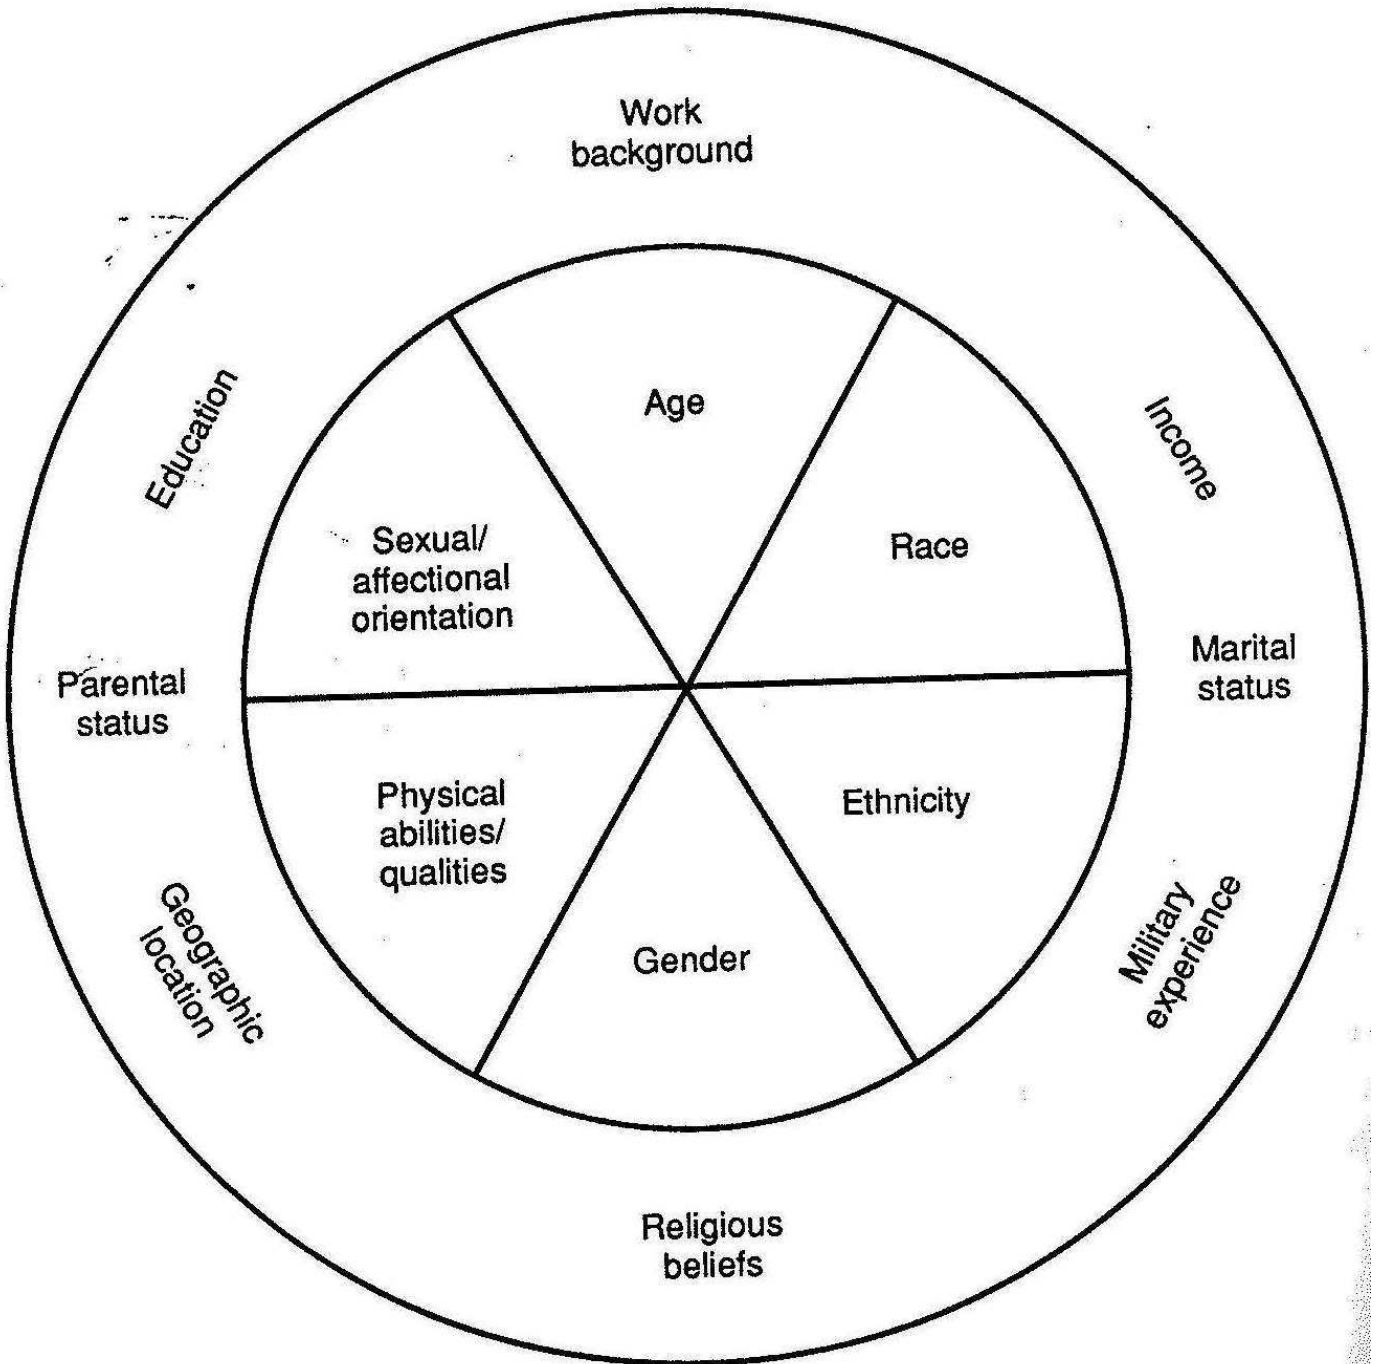 Work
background
Education
Income
Age
Sexual/
affectional
orientation
Race
Parental
status
Marital
status
Physical
abilities/
qualities
Ethnicity
Geographic
location
Gender
Military
experience
Religious
beliefs